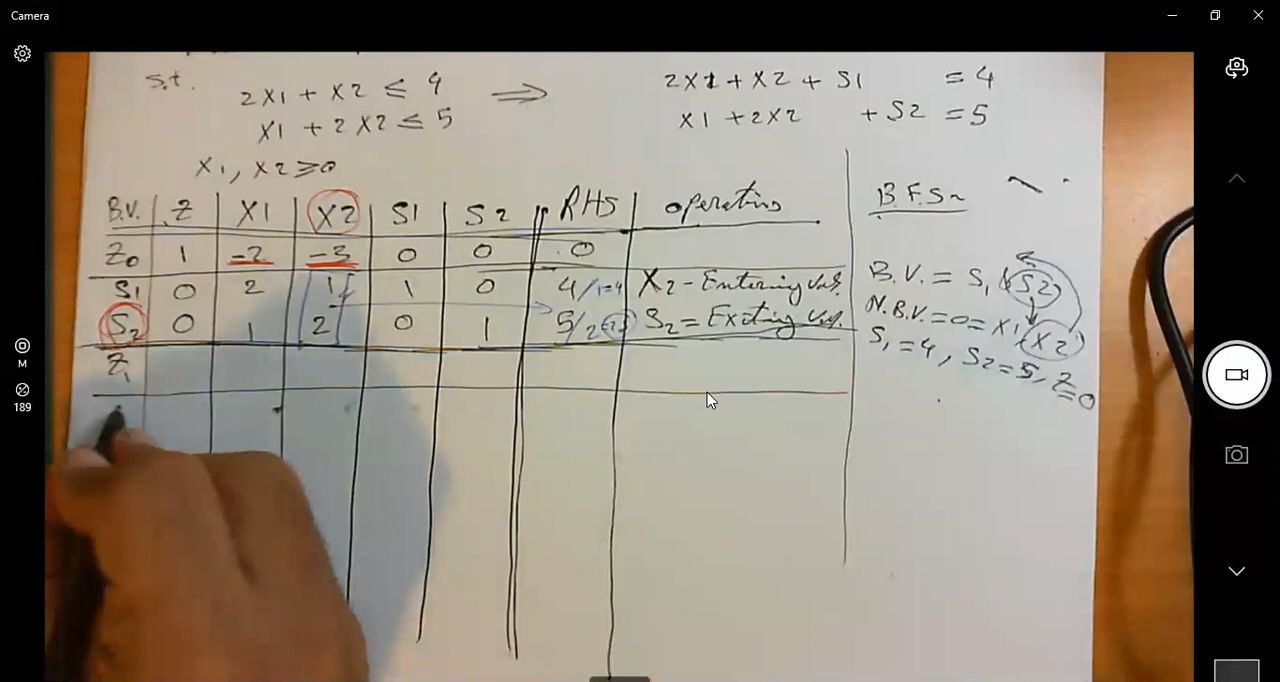 Camera
s.t.
2X1 + X2 ≤ 4 ⟹ 2X1 + X2 + S1 = 4
X1 + 2X2 ≤ 5 X1 + 2X2 + S2 = 5
X1, X2 ≥ 0
B.V. Z X1 X2 S1 S2 RHS operations
Z0 1 -2 -3 0 0 0
S1 0 2 1 1 0 4/1=4 X2 - Entering Var.
S2 0 1 2 0 1 5/2 S2 = Exiting Var.
Z1
B.F.Sn
B.V. = S1, S2
N.B.V. = 0 = X1, X2
S1 = 4, S2 = 5, Z = 0
M
189